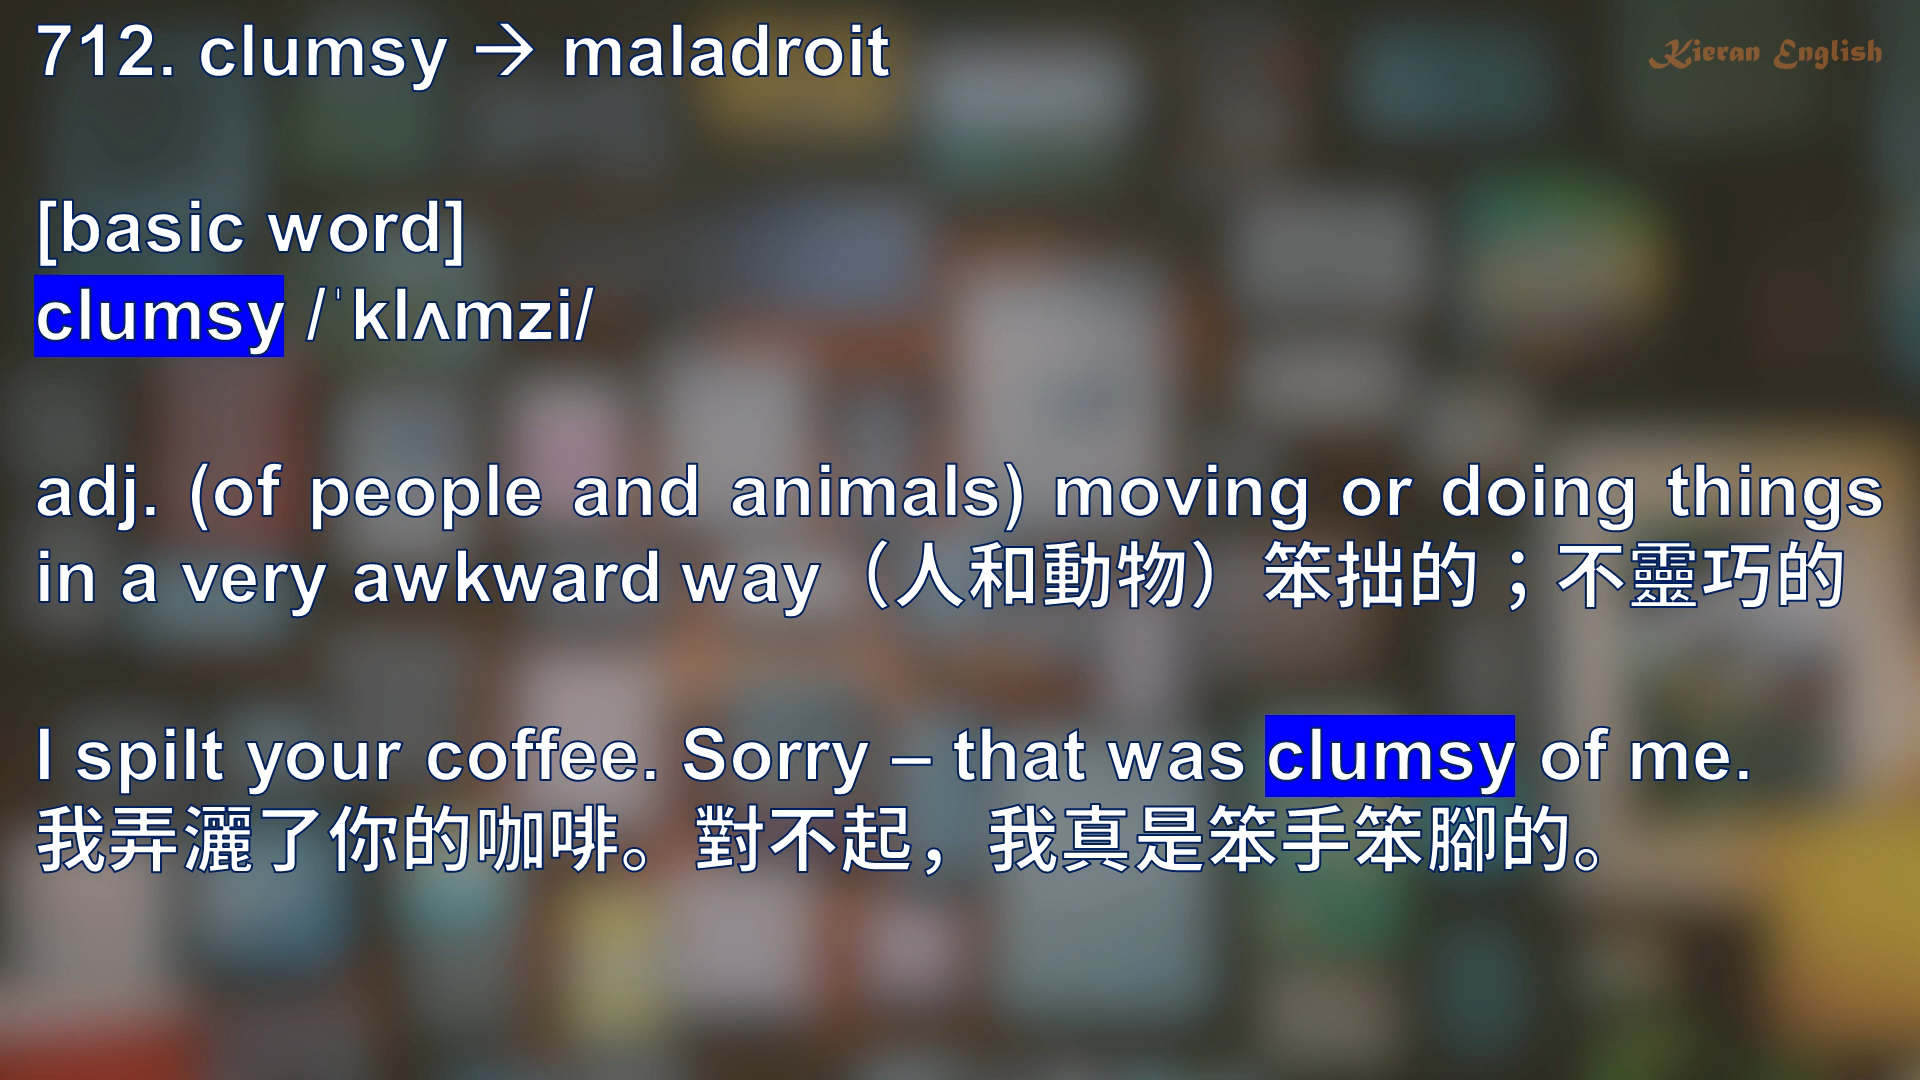 712. clumsy → maladroit
Kieran English
[basic word]
clumsy /ˈklʌmzi/
adj. (of people and animals) moving or doing things
in a very awkward way（人和動物）笨拙的；不靈巧的
I spilt your coffee. Sorry – that was clumsy of me.
我弄灑了你的咖啡。對不起，我真是笨手笨腳的。